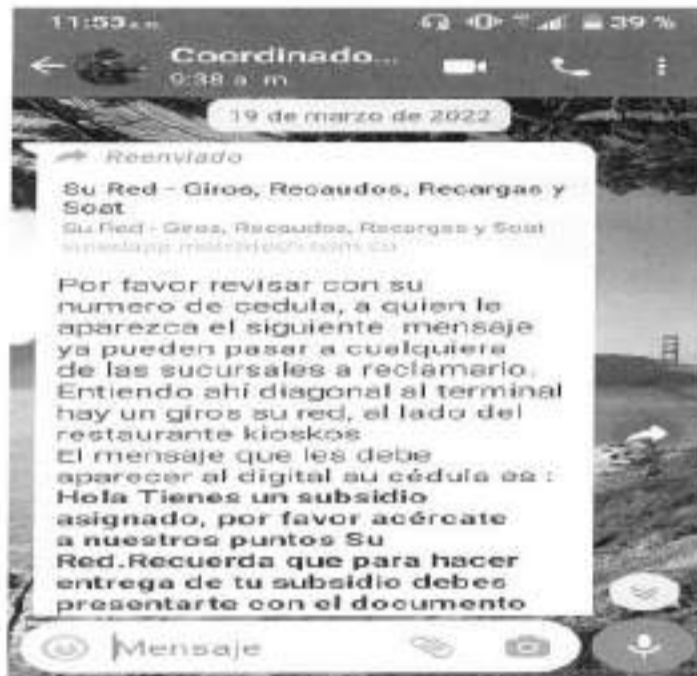 11:53 a. m.
39 %
Coordinado...
9:38 a. m.
19 de marzo de 2022
Reenviado
Su Red - Giros, Recaudos, Recargas y
Soat
Su Red - Giros, Recaudos, Recargas y Soat
Por favor revisar con su
numero de cedula, a quien le
aparezca el siguiente mensaje
ya pueden pasar a cualquiera
de las sucursales a reclamarlo.
Entiendo ahí diagonal al terminal
hay un giros su red, al lado del
restaurante kioskos
El mensaje que les debe
aparecer al digital su cédula es :
Hola Tienes un subsidio
asignado, por favor acércate
a nuestros puntos Su
Red.Recuerda que para hacer
entrega de tu subsidio debes
presentarte con el documento
Mensaje